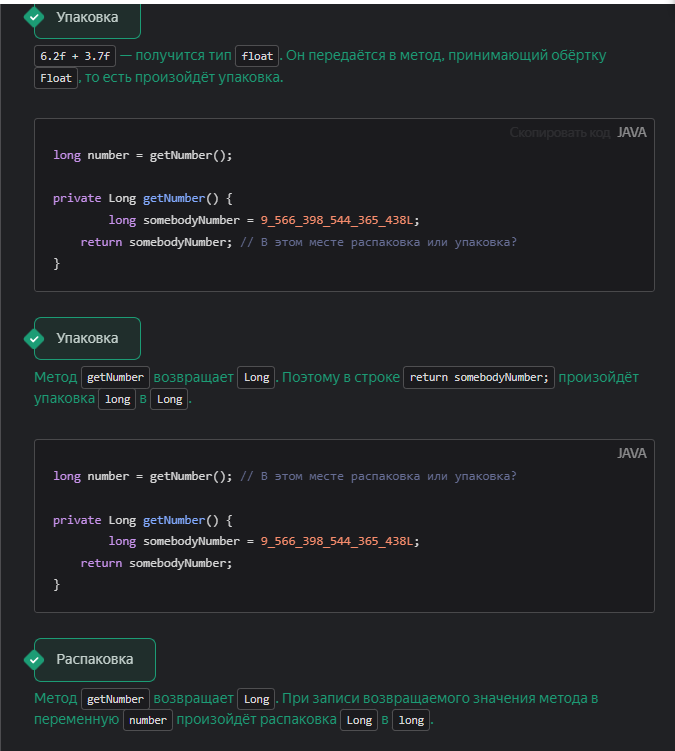 Упаковка
6.2f + 3.7f — получится тип float. Он передаётся в метод, принимающий обёртку
Float, то есть произойдёт упаковка.
Скопировать код JAVA
long number = getNumber();
private Long getNumber() {
long somebodyNumber = 9_566_398_544_365_438L;
return somebodyNumber; // В этом месте распаковка или упаковка?
}
Упаковка
Метод getNumber возвращает Long. Поэтому в строке return somebodyNumber; произойдёт
упаковка long в Long.
JAVA
long number = getNumber(); // В этом месте распаковка или упаковка?
private Long getNumber() {
long somebodyNumber = 9_566_398_544_365_438L;
return somebodyNumber;
}
Распаковка
Метод getNumber возвращает Long. При записи возвращаемого значения метода в
переменную number произойдёт распаковка Long в long.